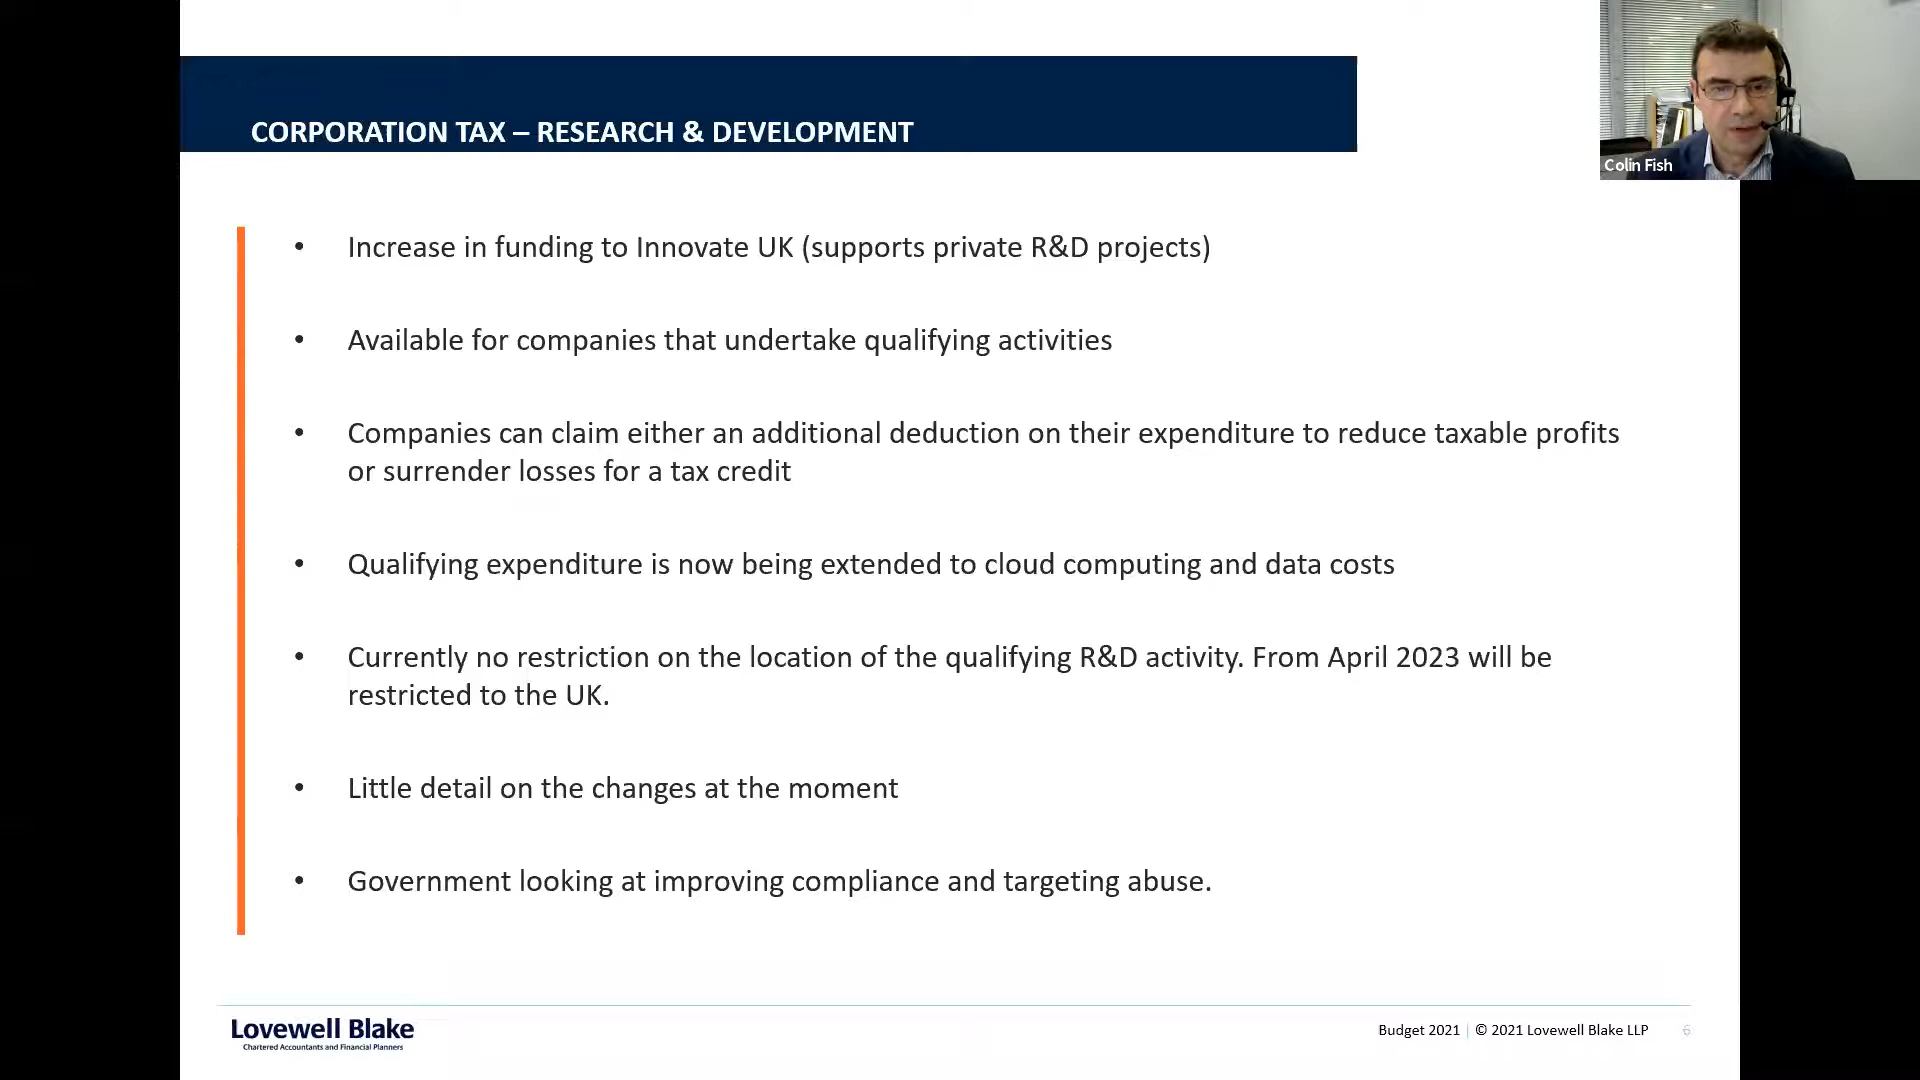 CORPORATION TAX – RESEARCH & DEVELOPMENT
Colin Fish
• Increase in funding to Innovate UK (supports private R&D projects)
• Available for companies that undertake qualifying activities
• Companies can claim either an additional deduction on their expenditure to reduce taxable profits
or surrender losses for a tax credit
• Qualifying expenditure is now being extended to cloud computing and data costs
• Currently no restriction on the location of the qualifying R&D activity. From April 2023 will be
restricted to the UK.
• Little detail on the changes at the moment
• Government looking at improving compliance and targeting abuse.
Lovewell Blake
Chartered Accountants and Financial Planners
Budget 2021 | © 2021 Lovewell Blake LLP 6